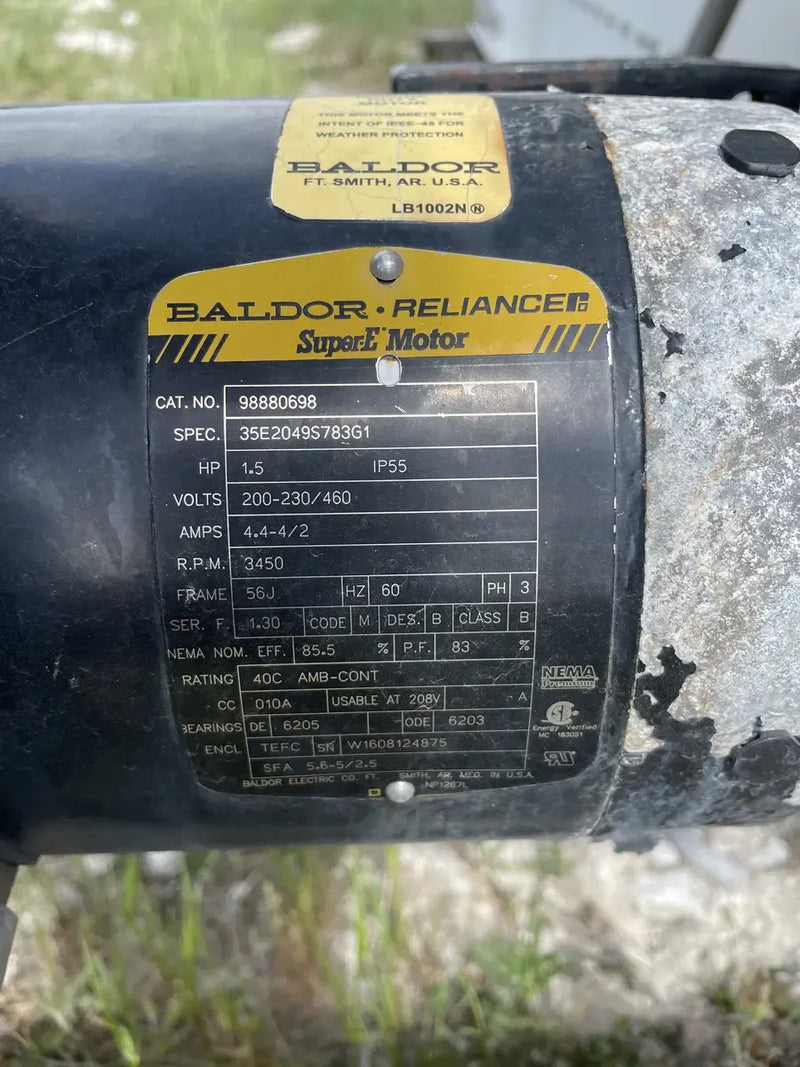 MOTOR
THIS MOTOR MEETS THE
INTENT OF IEEE-45 FOR
WEATHER PROTECTION
BALDOR
FT. SMITH, AR. U.S.A.
LB1002N
BALDOR · RELIANCE
Super-E Motor
CAT. NO. 98880698
SPEC. 35E2049S783G1
HP 1.5 IP55
VOLTS 200-230/460
AMPS 4.4-4/2
R.P.M. 3450
FRAME 56J HZ 60 PH 3
SER. F. 1.30 CODE M DES. B CLASS B
NEMA NOM. EFF. 85.5 % P.F. 83 %
RATING 40C AMB-CONT
NEMA
Premium
CC 010A USABLE AT 208V A
Energy Verified
MC 183051
BEARINGS DE 6205 ODE 6203
ENCL TEFC SN W1608124875
SFA 5.6-5/2.5
BALDOR ELECTRIC CO. FT. SMITH, AR. MFG. IN U.S.A.
NP1267L